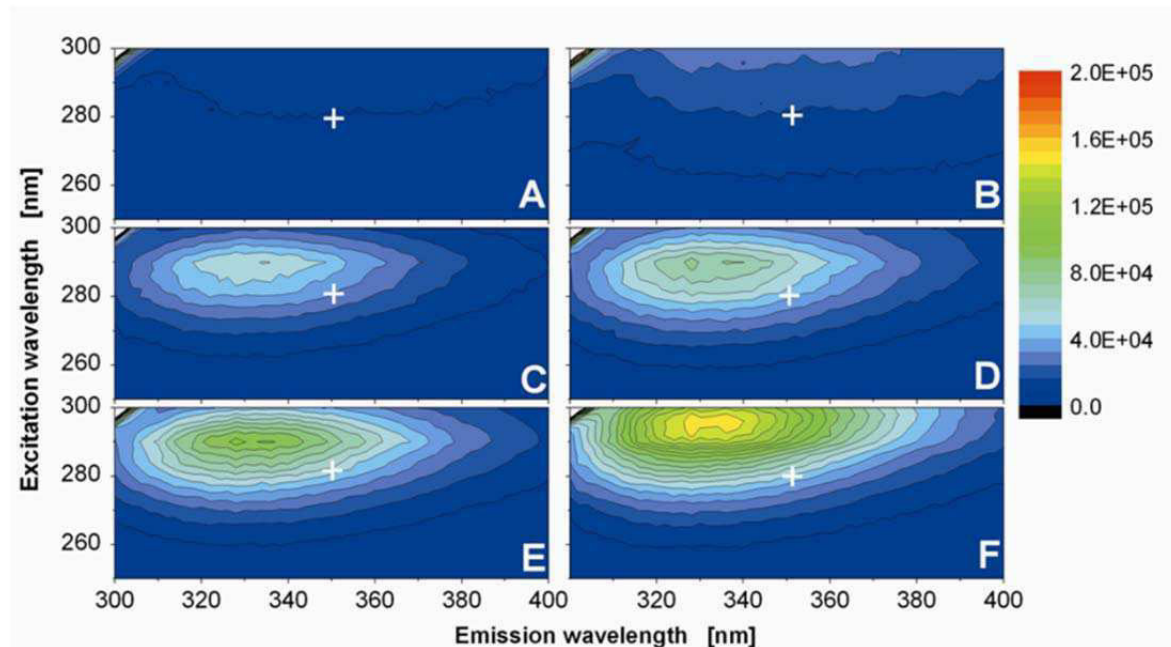 300
280
260
A
B
300
280
260
C
D
300
280
260
E
F
300 320 340 360 380 400 320 340 360 380 400
Emission wavelength [nm]
Excitation wavelength [nm]
2.0E+05
1.6E+05
1.2E+05
8.0E+04
4.0E+04
0.0